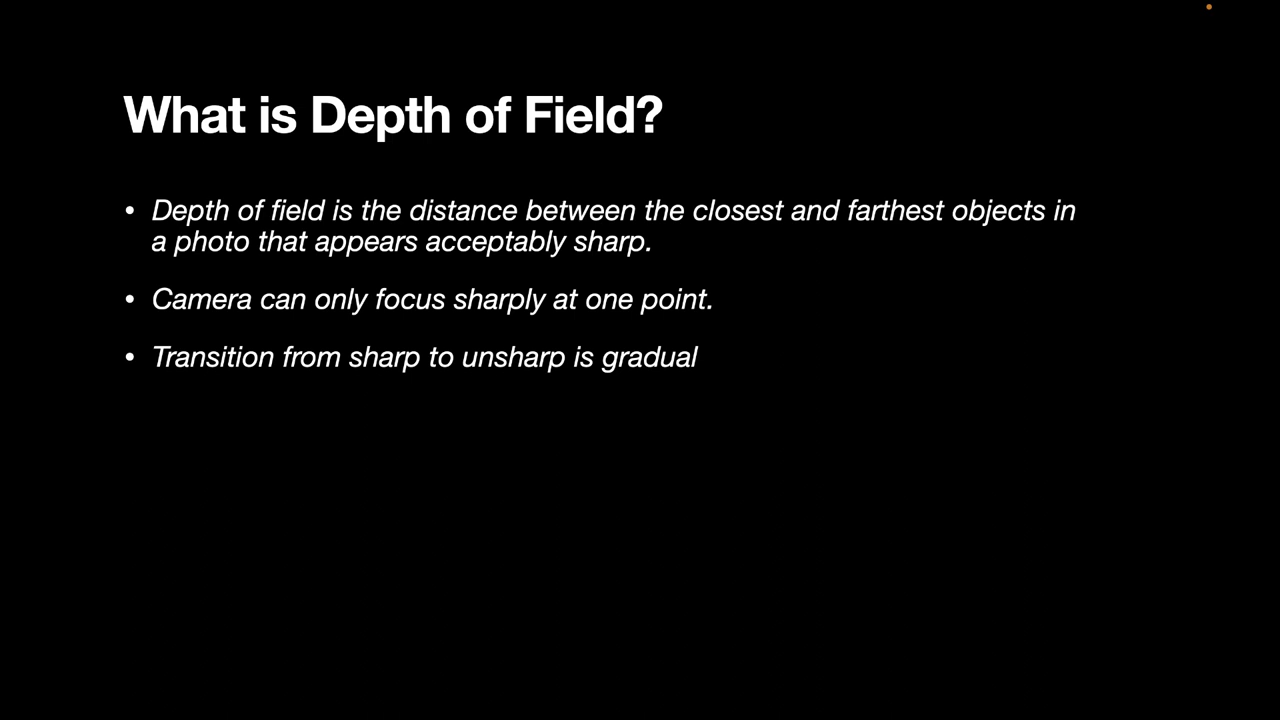 What is Depth of Field?
• Depth of field is the distance between the closest and farthest objects in
a photo that appears acceptably sharp.
• Camera can only focus sharply at one point.
• Transition from sharp to unsharp is gradual